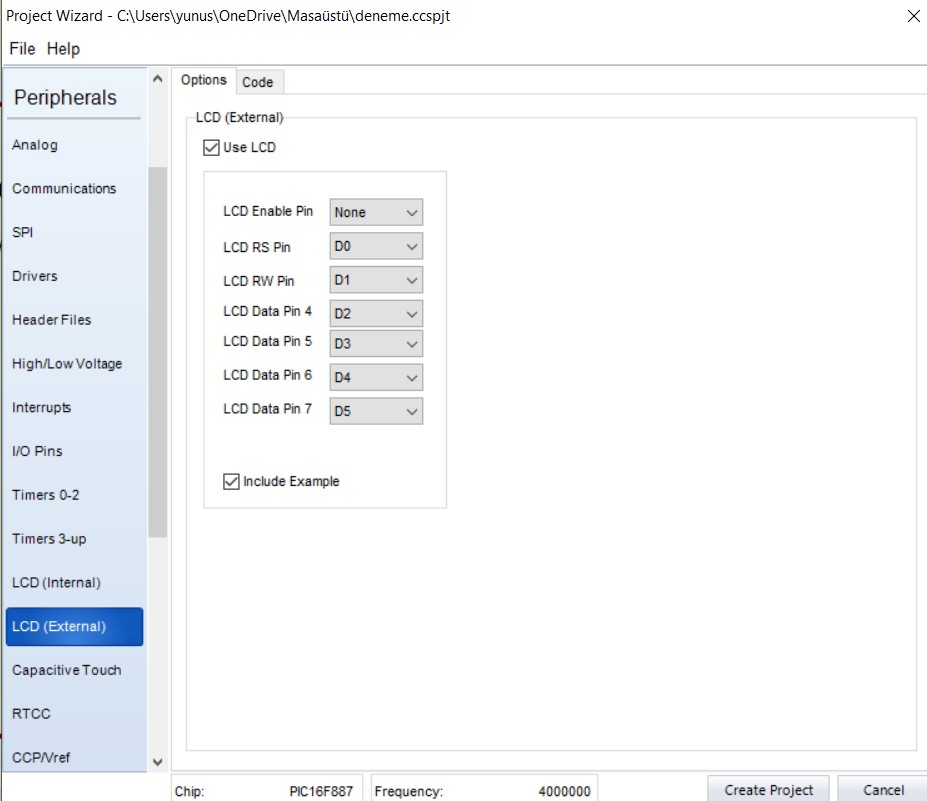 Project Wizard - C:\Users\yunus\OneDrive\Masaüstü\deneme.ccspjt
File Help
Peripherals
Analog
Communications
SPI
Drivers
Header Files
High/Low Voltage
Interrupts
I/O Pins
Timers 0-2
Timers 3-up
LCD (Internal)
LCD (External)
Capacitive Touch
RTCC
CCP/Vref
Options Code
LCD (External)
Use LCD
LCD Enable Pin None
LCD RS Pin D0
LCD RW Pin D1
LCD Data Pin 4 D2
LCD Data Pin 5 D3
LCD Data Pin 6 D4
LCD Data Pin 7 D5
Include Example
Chip: PIC16F887 Frequency: 4000000 Create Project Cancel